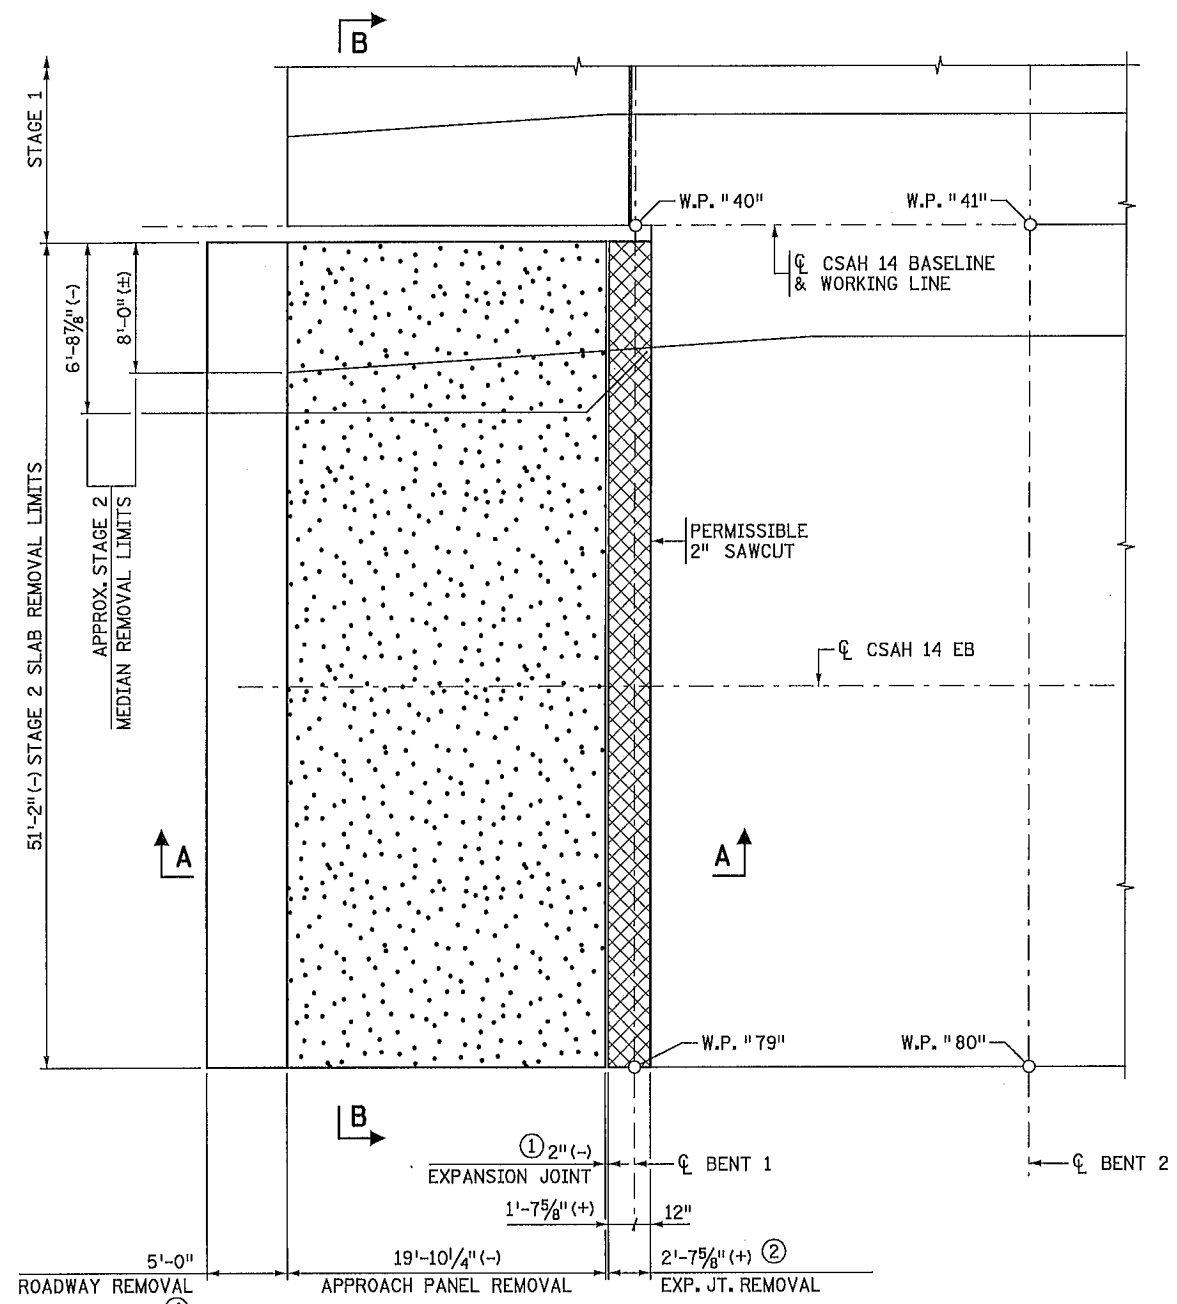 B
STAGE 1
W.P. "40"
W.P. "41"
℄ CSAH 14 BASELINE
& WORKING LINE
6'-8⅞"(-)
8'-0"(±)
51'-2"(-) STAGE 2 SLAB REMOVAL LIMITS
APPROX. STAGE 2
MEDIAN REMOVAL LIMITS
PERMISSIBLE
2" SAWCUT
℄ CSAH 14 EB
A
A
W.P. "79"
W.P. "80"
B
① 2"(-)
EXPANSION JOINT
℄ BENT 1
℄ BENT 2
1'-7⅝"(+)
12"
5'-0"
ROADWAY REMOVAL
19'-10¼"(-)
APPROACH PANEL REMOVAL
2'-7⅝"(+) ②
EXP. JT. REMOVAL